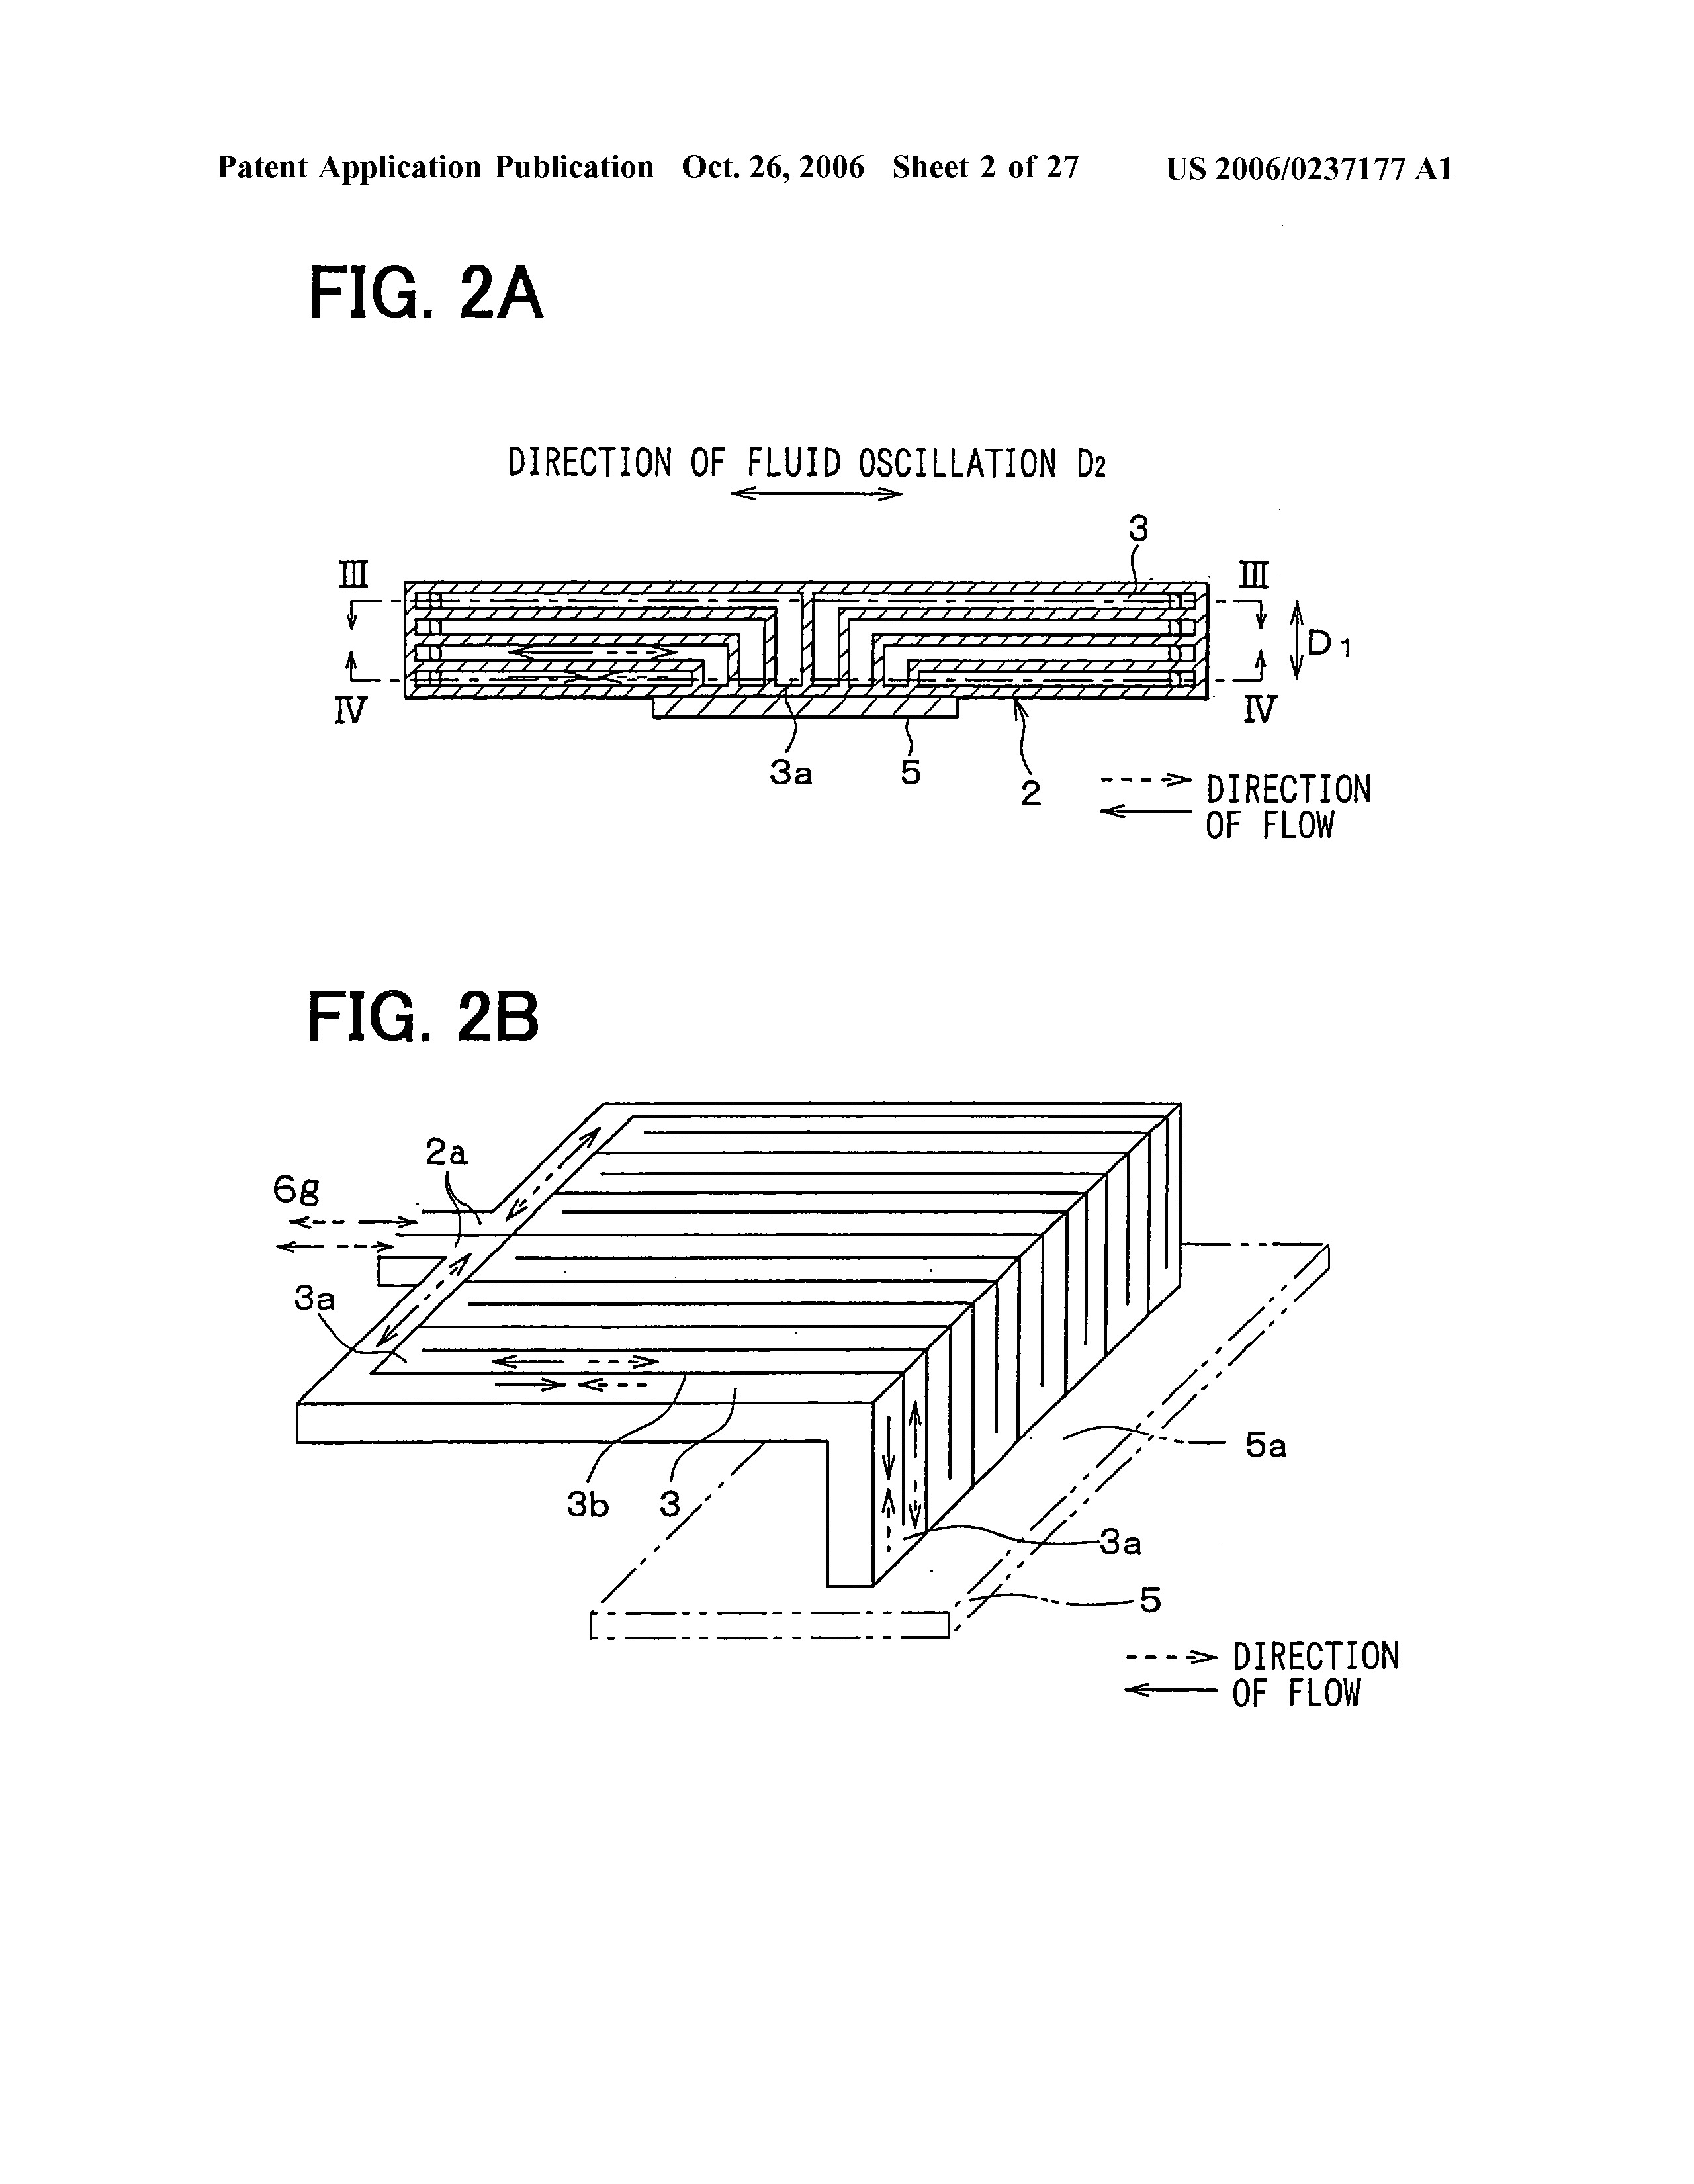 Patent Application Publication Oct. 26, 2006 Sheet 2 of 27 US 2006/0237177 A1
FIG. 2A
DIRECTION OF FLUID OSCILLATION D2
3
III III
D1
IV IV
3a 5 2
DIRECTION
OF FLOW
FIG. 2B
2a
6g
3a
5a
3b 3
3a
5
DIRECTION
OF FLOW